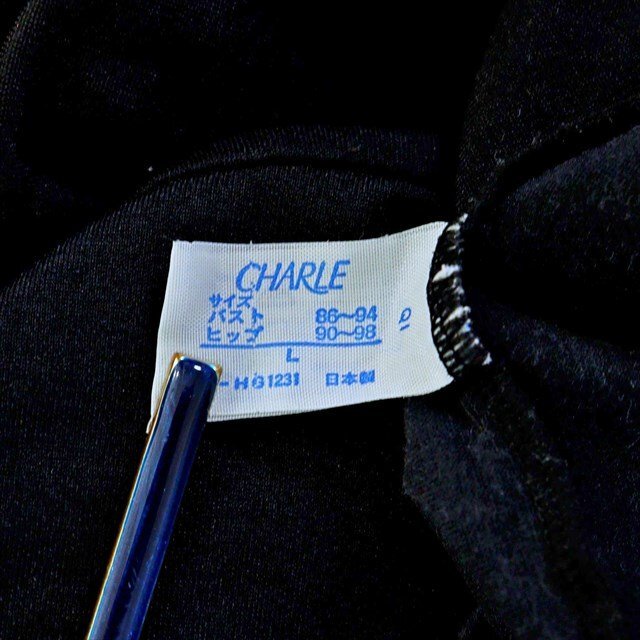 CHARLE
サイズ
バスト 86～94
ヒップ 90～98
L
-HG1231 日本製